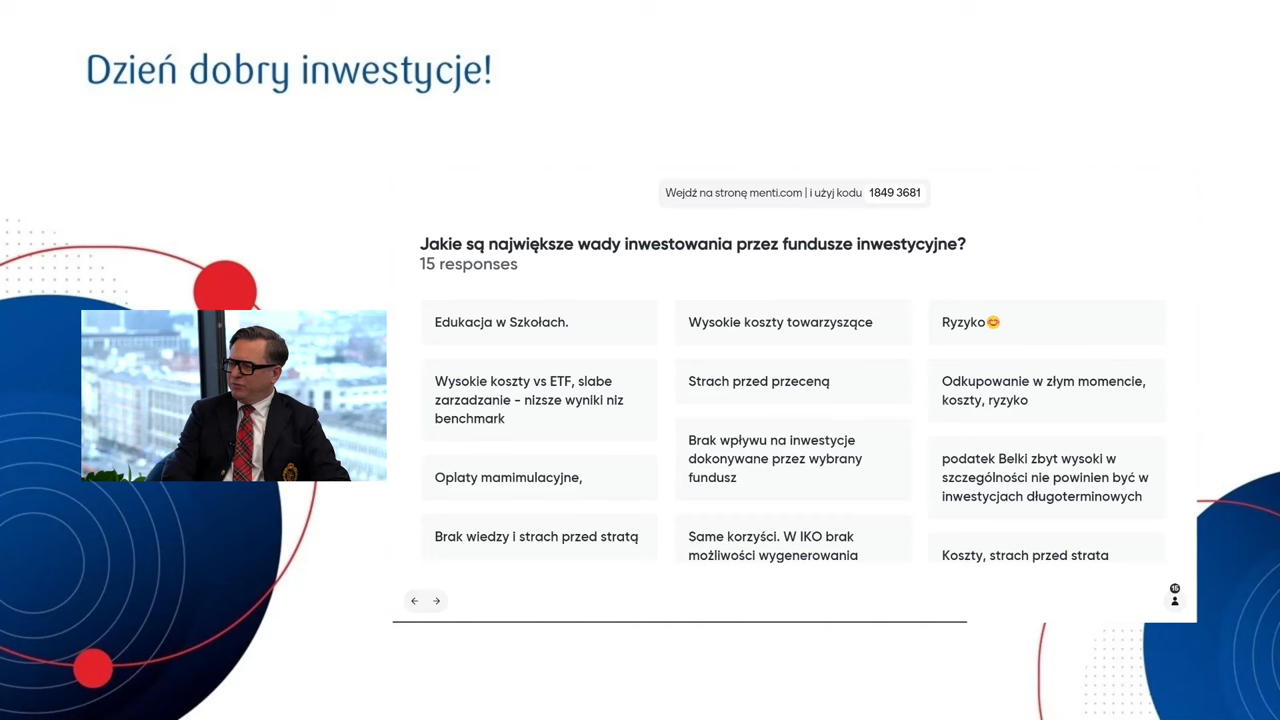 Dzień dobry inwestycje!
Wejdź na stronę menti.com | i użyj kodu 1849 3681
Jakie są największe wady inwestowania przez fundusze inwestycyjne?
15 responses
Edukacja w Szkołach.
Wysokie koszty vs ETF, slabe
zarzadzanie - nizsze wyniki niz
benchmark
Oplaty mamimulacyjne,
Brak wiedzy i strach przed stratą
Wysokie koszty towarzyszące
Strach przed przeceną
Brak wpływu na inwestycje
dokonywane przez wybrany
fundusz
Same korzyści. W IKO brak
możliwości wygenerowania
Ryzyko😊
Odkupowanie w złym momencie,
koszty, ryzyko
podatek Belki zbyt wysoki w
szczególności nie powinien być w
inwestycjach długoterminowych
Koszty, strach przed strata
15